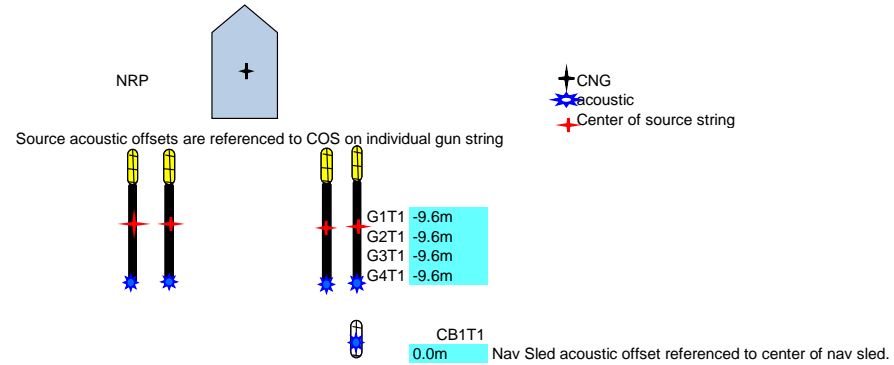 NRP
CNG
acoustic
Center of source string
Source acoustic offsets are referenced to COS on individual gun string
G1T1 -9.6m
G2T1 -9.6m
G3T1 -9.6m
G4T1 -9.6m
CB1T1
0.0m Nav Sled acoustic offset referenced to center of nav sled.